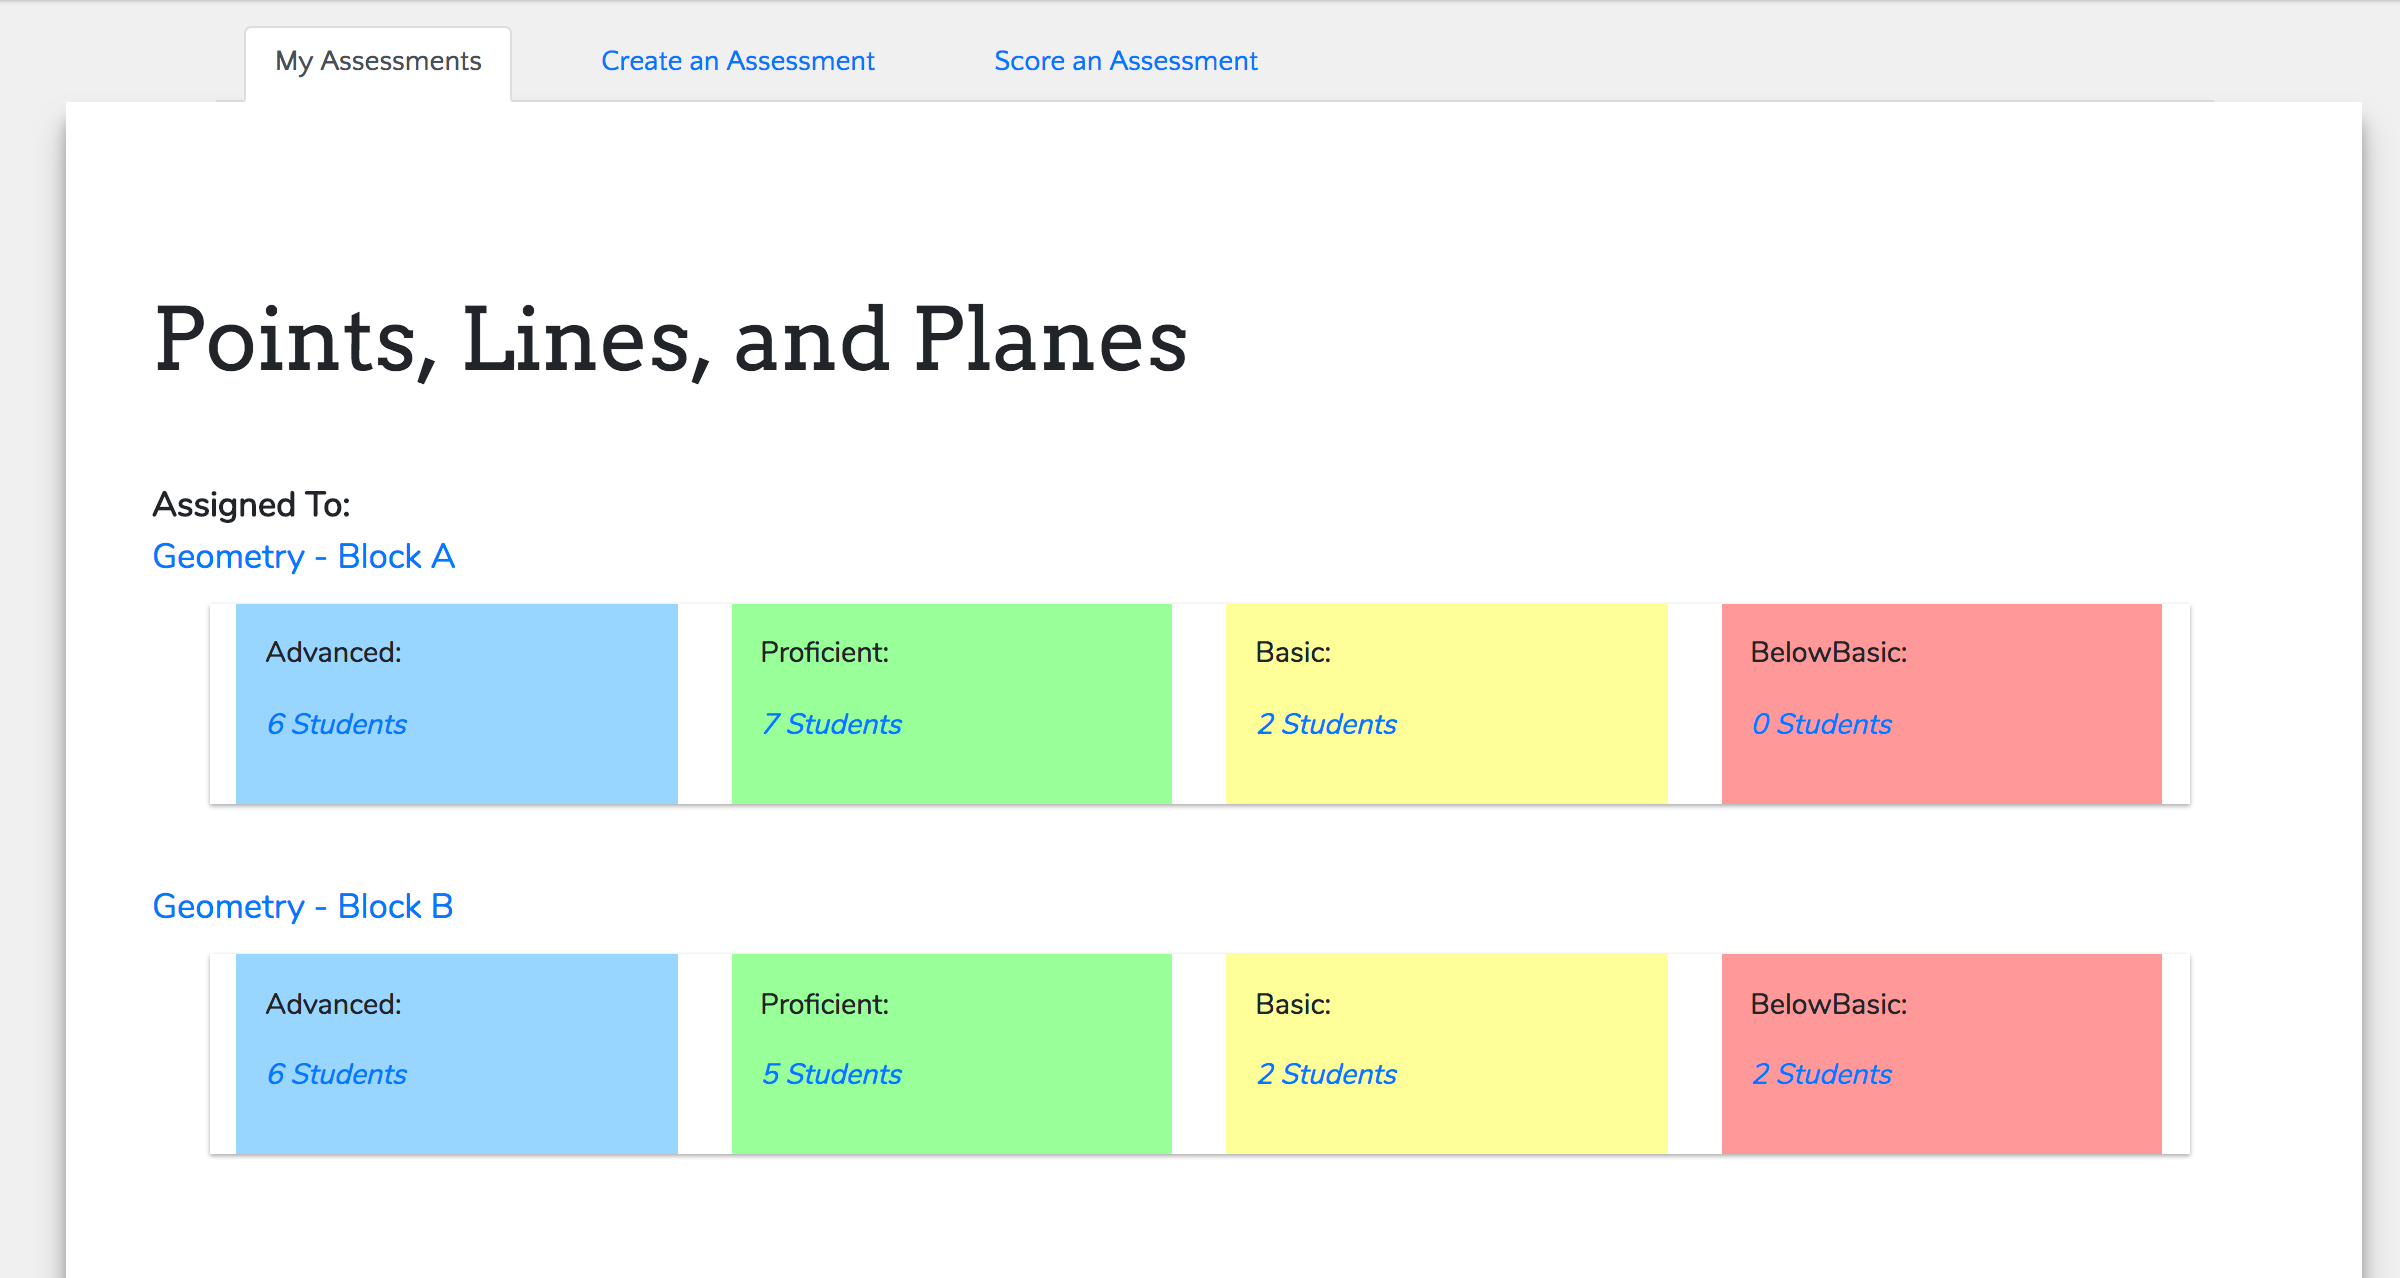 My Assessments Create an Assessment Score an Assessment
Points, Lines, and Planes
Assigned To:
Geometry - Block A
Advanced: Proficient: Basic: BelowBasic:
6 Students 7 Students 2 Students 0 Students
Geometry - Block B
Advanced: Proficient: Basic: BelowBasic:
6 Students 5 Students 2 Students 2 Students